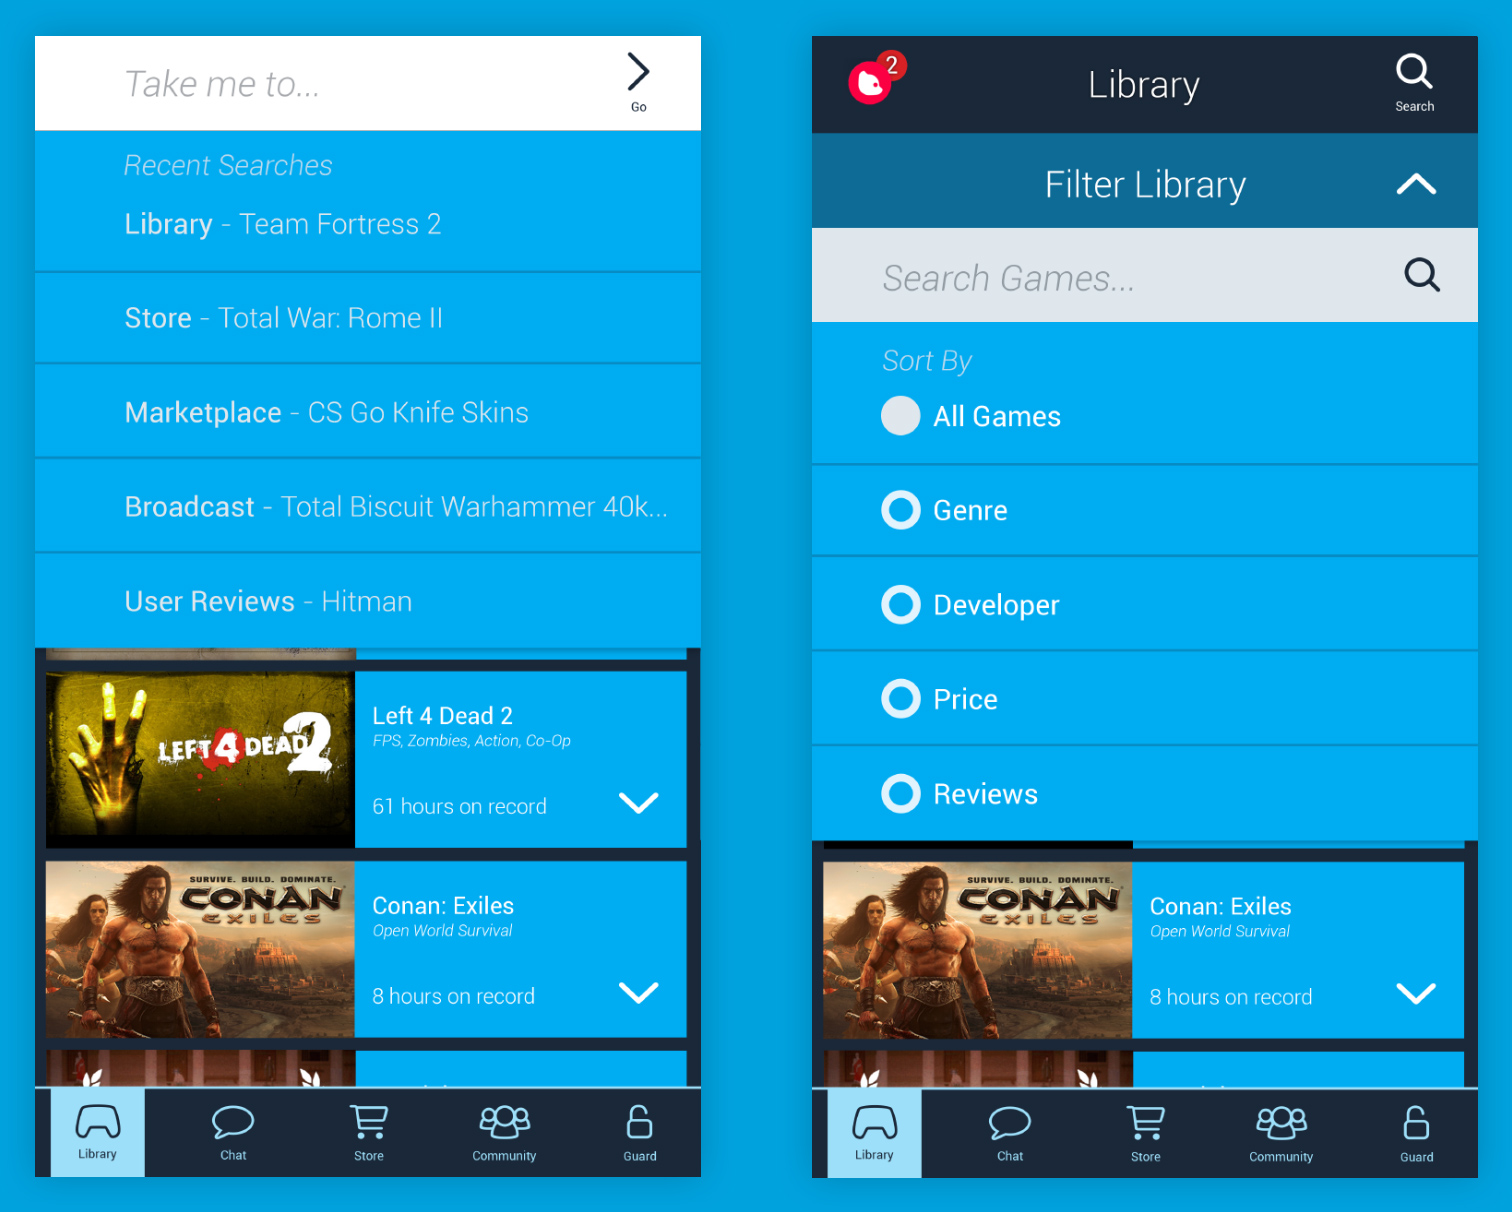 Take me to...
Go
Recent Searches
Library - Team Fortress 2
Store - Total War: Rome II
Marketplace - CS Go Knife Skins
Broadcast - Total Biscuit Warhammer 40k...
User Reviews - Hitman
LEFT 4 DEAD 2
Left 4 Dead 2
FPS, Zombies, Action, Co-Op
61 hours on record
SURVIVE. BUILD. DOMINATE.
CONAN
EXILES
Conan: Exiles
Open World Survival
8 hours on record
Library
Chat
Store
Community
Guard
2
Library
Search
Filter Library
Search Games...
Sort By
All Games
Genre
Developer
Price
Reviews
SURVIVE. BUILD. DOMINATE.
CONAN
EXILES
Conan: Exiles
Open World Survival
8 hours on record
Library
Chat
Store
Community
Guard